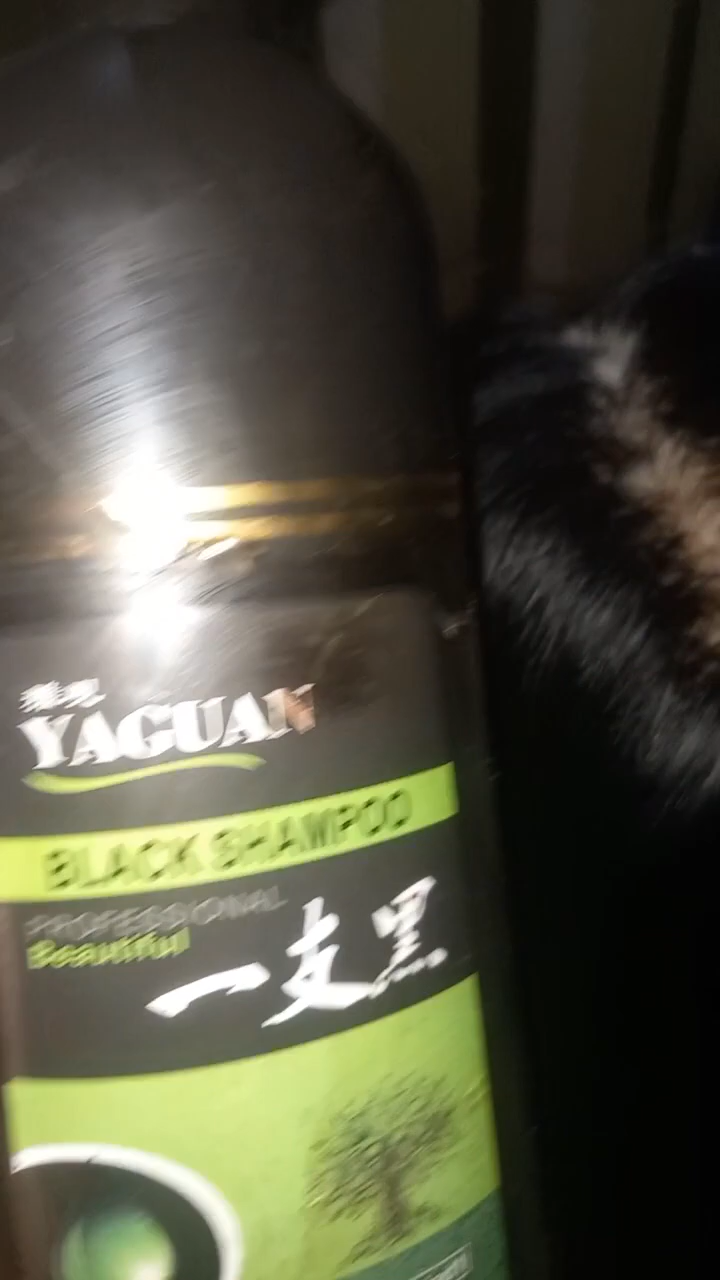 YAGUAN
BLACK SHAMPOO
PROFESSIONAL
Beautiful
一支黑